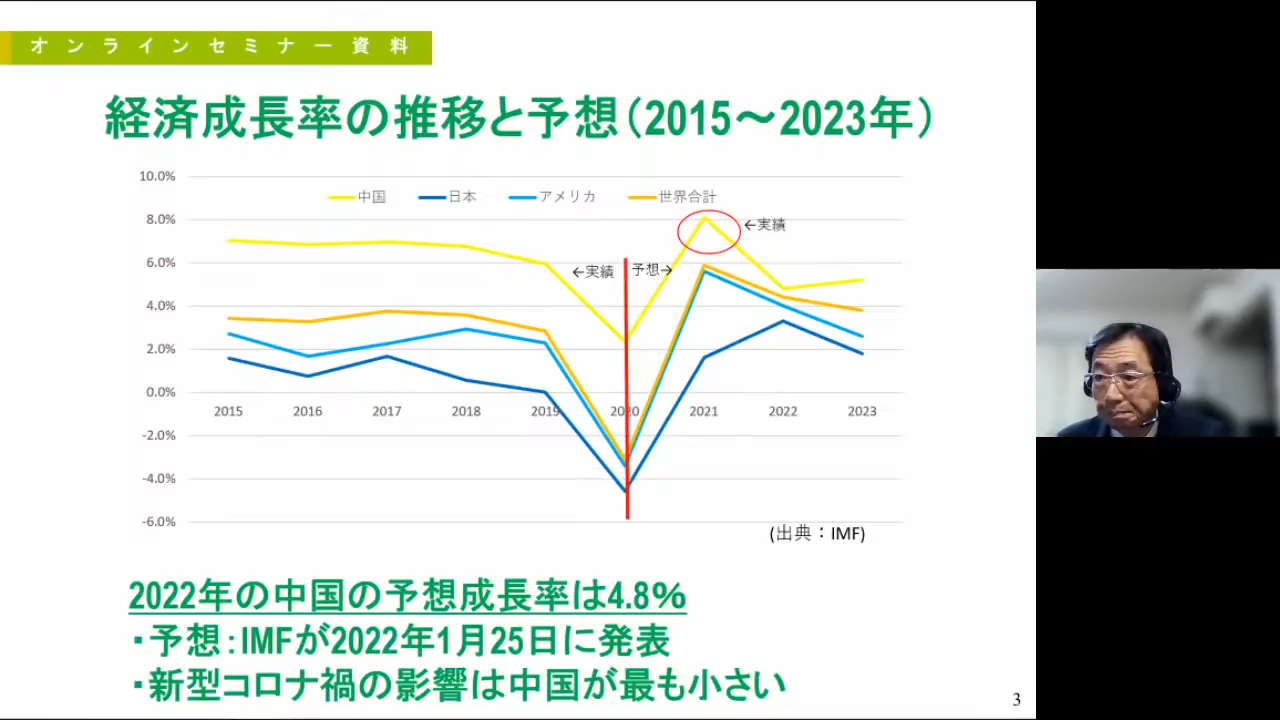 オンラインセミナー資料
経済成長率の推移と予想（2015～2023年）
10.0%
中国 日本 アメリカ 世界合計
8.0%
←実績
6.0%
←実績 予想→
4.0%
2.0%
0.0%
2015 2016 2017 2018 2019 2020 2021 2022 2023
-2.0%
-4.0%
-6.0%
(出典：IMF)
2022年の中国の予想成長率は4.8%
・予想：IMFが2022年1月25日に発表
・新型コロナ禍の影響は中国が最も小さい
3